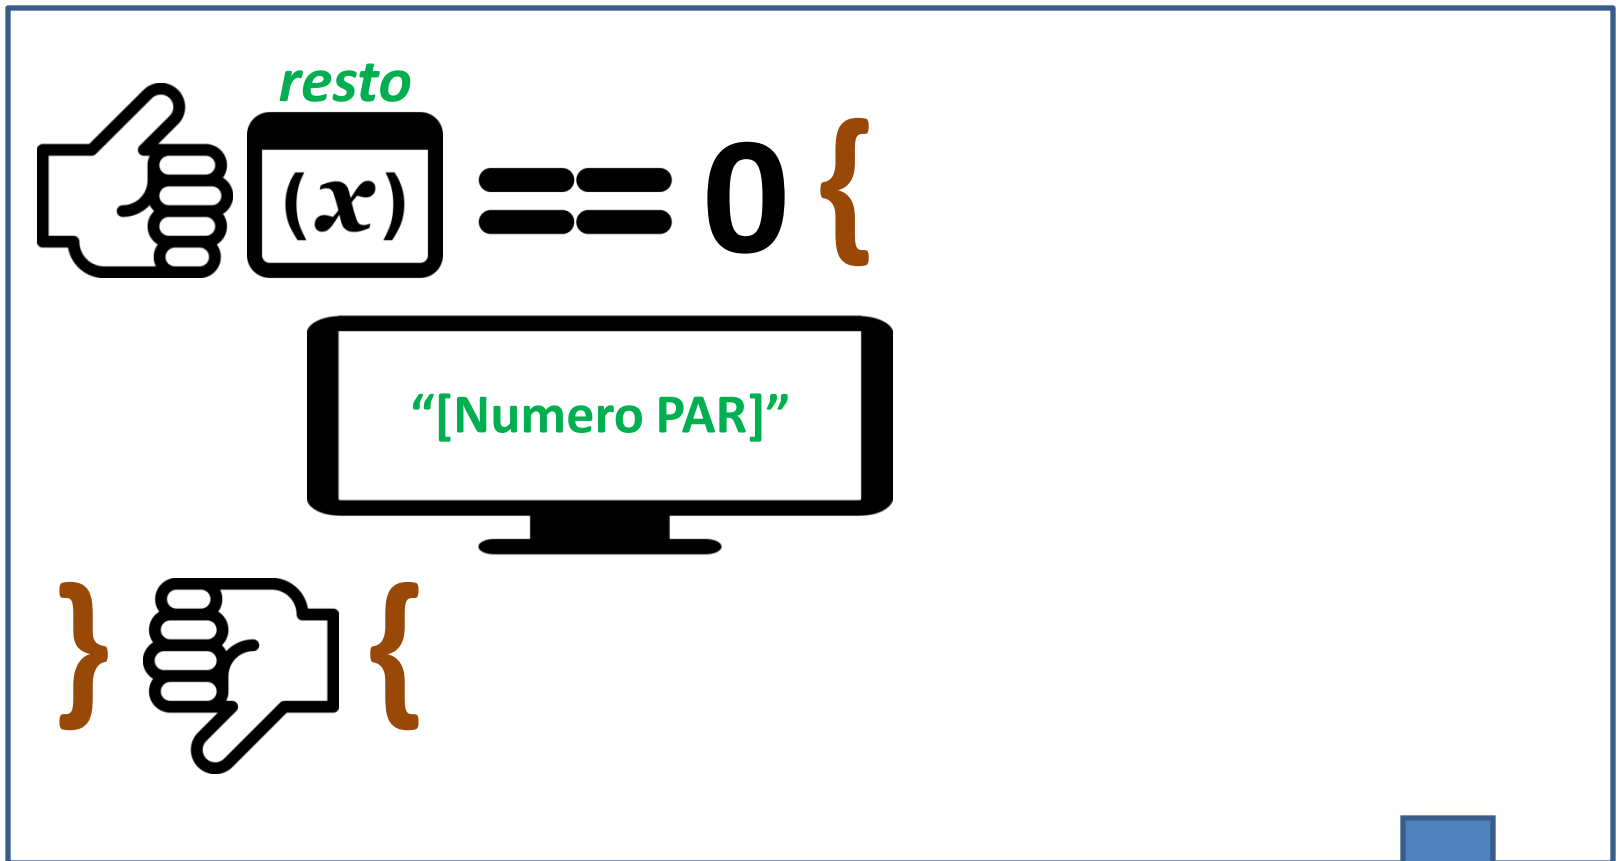 resto
(x) == 0 {
“[Numero PAR]”
} {